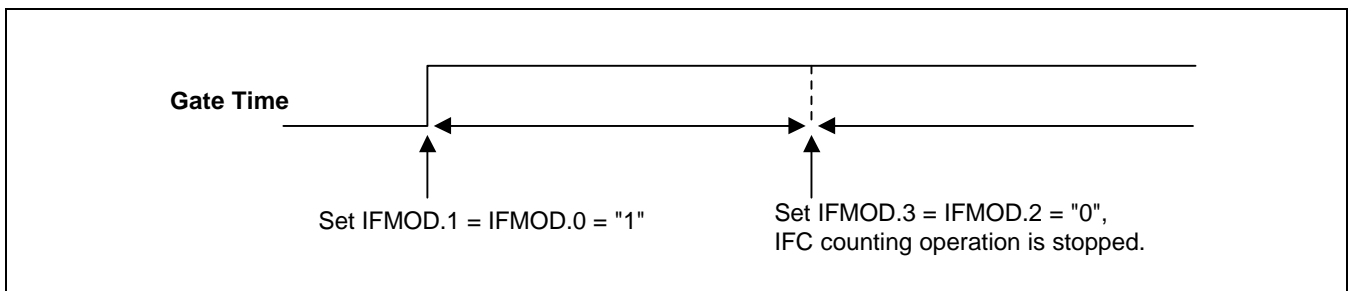 Gate Time
Set IFMOD.1 = IFMOD.0 = "1"
Set IFMOD.3 = IFMOD.2 = "0",
IFC counting operation is stopped.